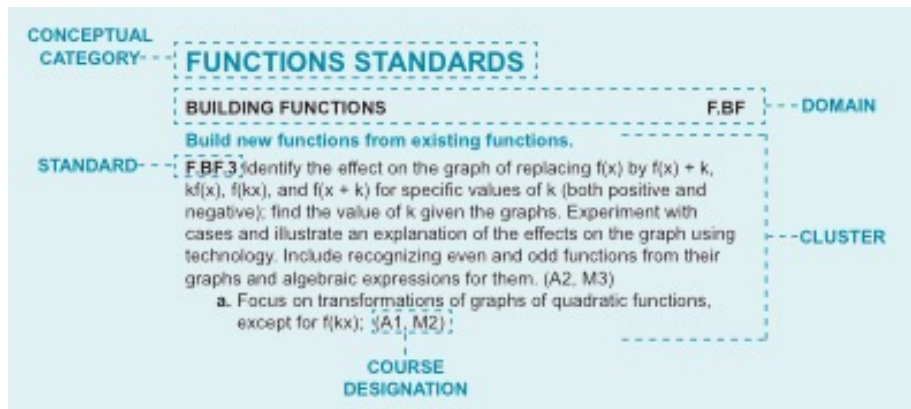 CONCEPTUAL
CATEGORY
FUNCTIONS STANDARDS
BUILDING FUNCTIONS F.BF
DOMAIN
Build new functions from existing functions.
STANDARD
F.BF.3 Identify the effect on the graph of replacing f(x) by f(x) + k,
kf(x), f(kx), and f(x + k) for specific values of k (both positive and
negative); find the value of k given the graphs. Experiment with
cases and illustrate an explanation of the effects on the graph using
technology. Include recognizing even and odd functions from their
graphs and algebraic expressions for them. (A2, M3)
a. Focus on transformations of graphs of quadratic functions,
except for f(kx); (A1, M2)
CLUSTER
COURSE
DESIGNATION